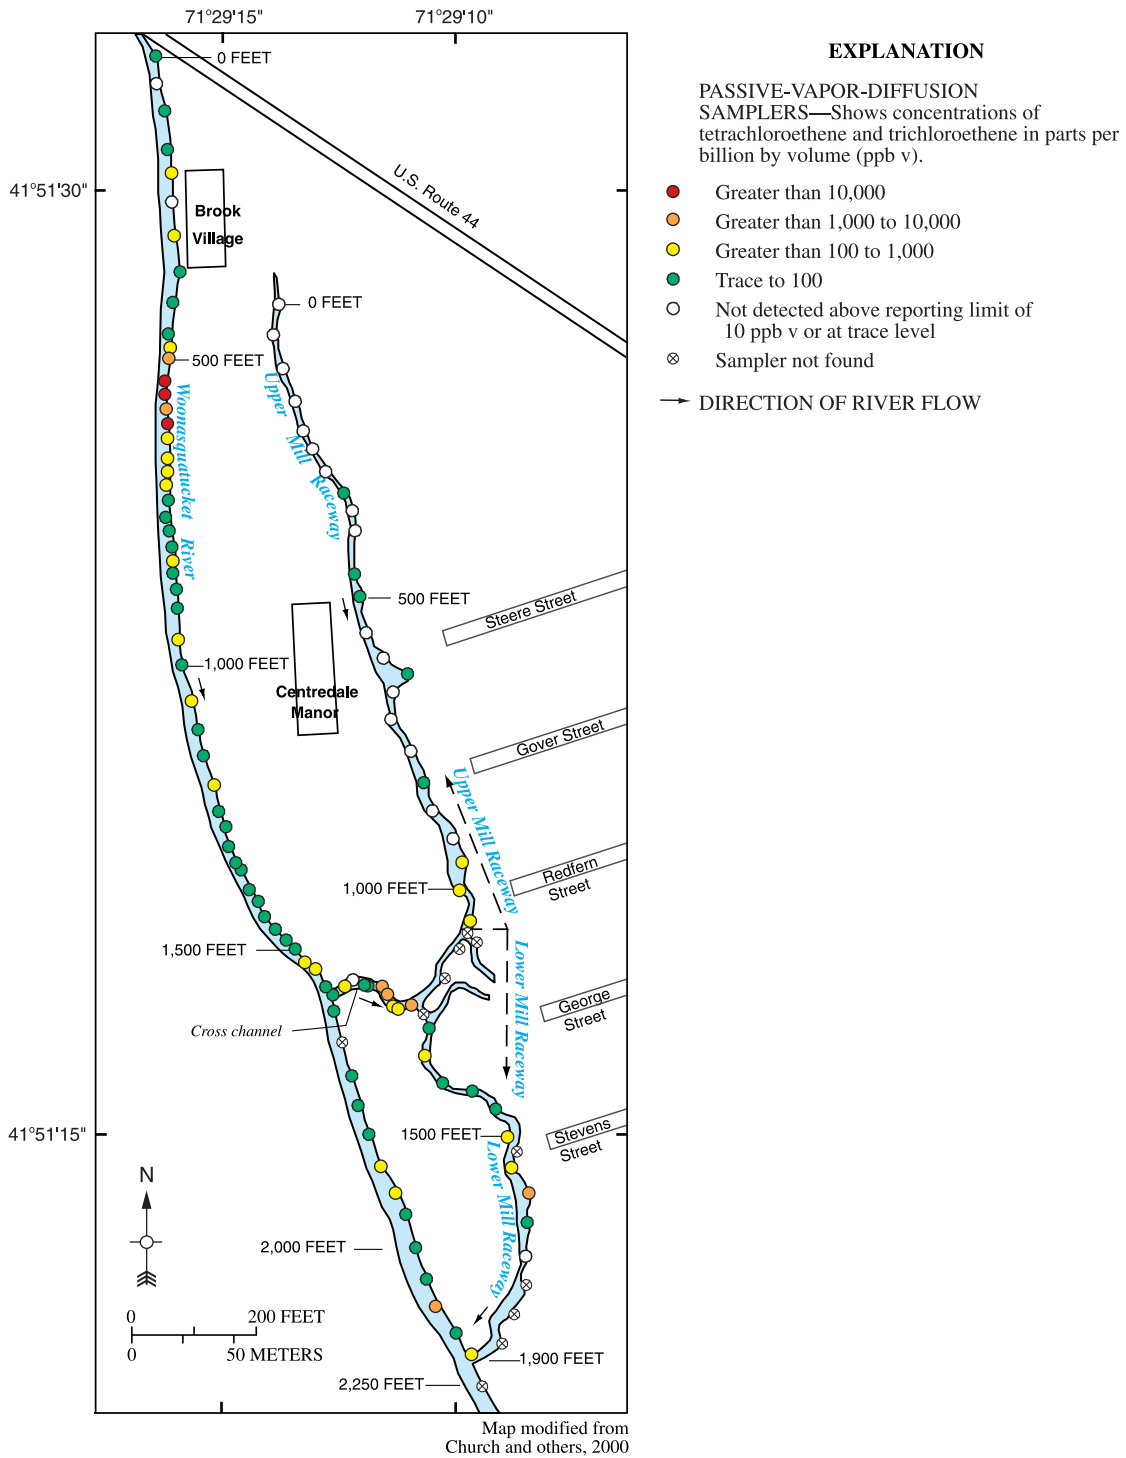 71°29'15"
71°29'10"
0 FEET
U.S. Route 44
41°51'30"
Brook
Village
0 FEET
500 FEET
Woonasquatucket River
Upper Mill Raceway
500 FEET
Steere Street
1,000 FEET
Centredale
Manor
Gover Street
Upper Mill Raceway
1,000 FEET
Redfern
Street
1,500 FEET
Lower Mill Raceway
George
Street
Cross channel
41°51'15"
1500 FEET
Stevens
Street
Lower Mill Raceway
N
2,000 FEET
0 200 FEET
0 50 METERS
1,900 FEET
2,250 FEET
Map modified from
Church and others, 2000
EXPLANATION
PASSIVE-VAPOR-DIFFUSION
SAMPLERS—Shows concentrations of
tetrachloroethene and trichloroethene in parts per
billion by volume (ppb v).
Greater than 10,000
Greater than 1,000 to 10,000
Greater than 100 to 1,000
Trace to 100
Not detected above reporting limit of
10 ppb v or at trace level
Sampler not found
DIRECTION OF RIVER FLOW